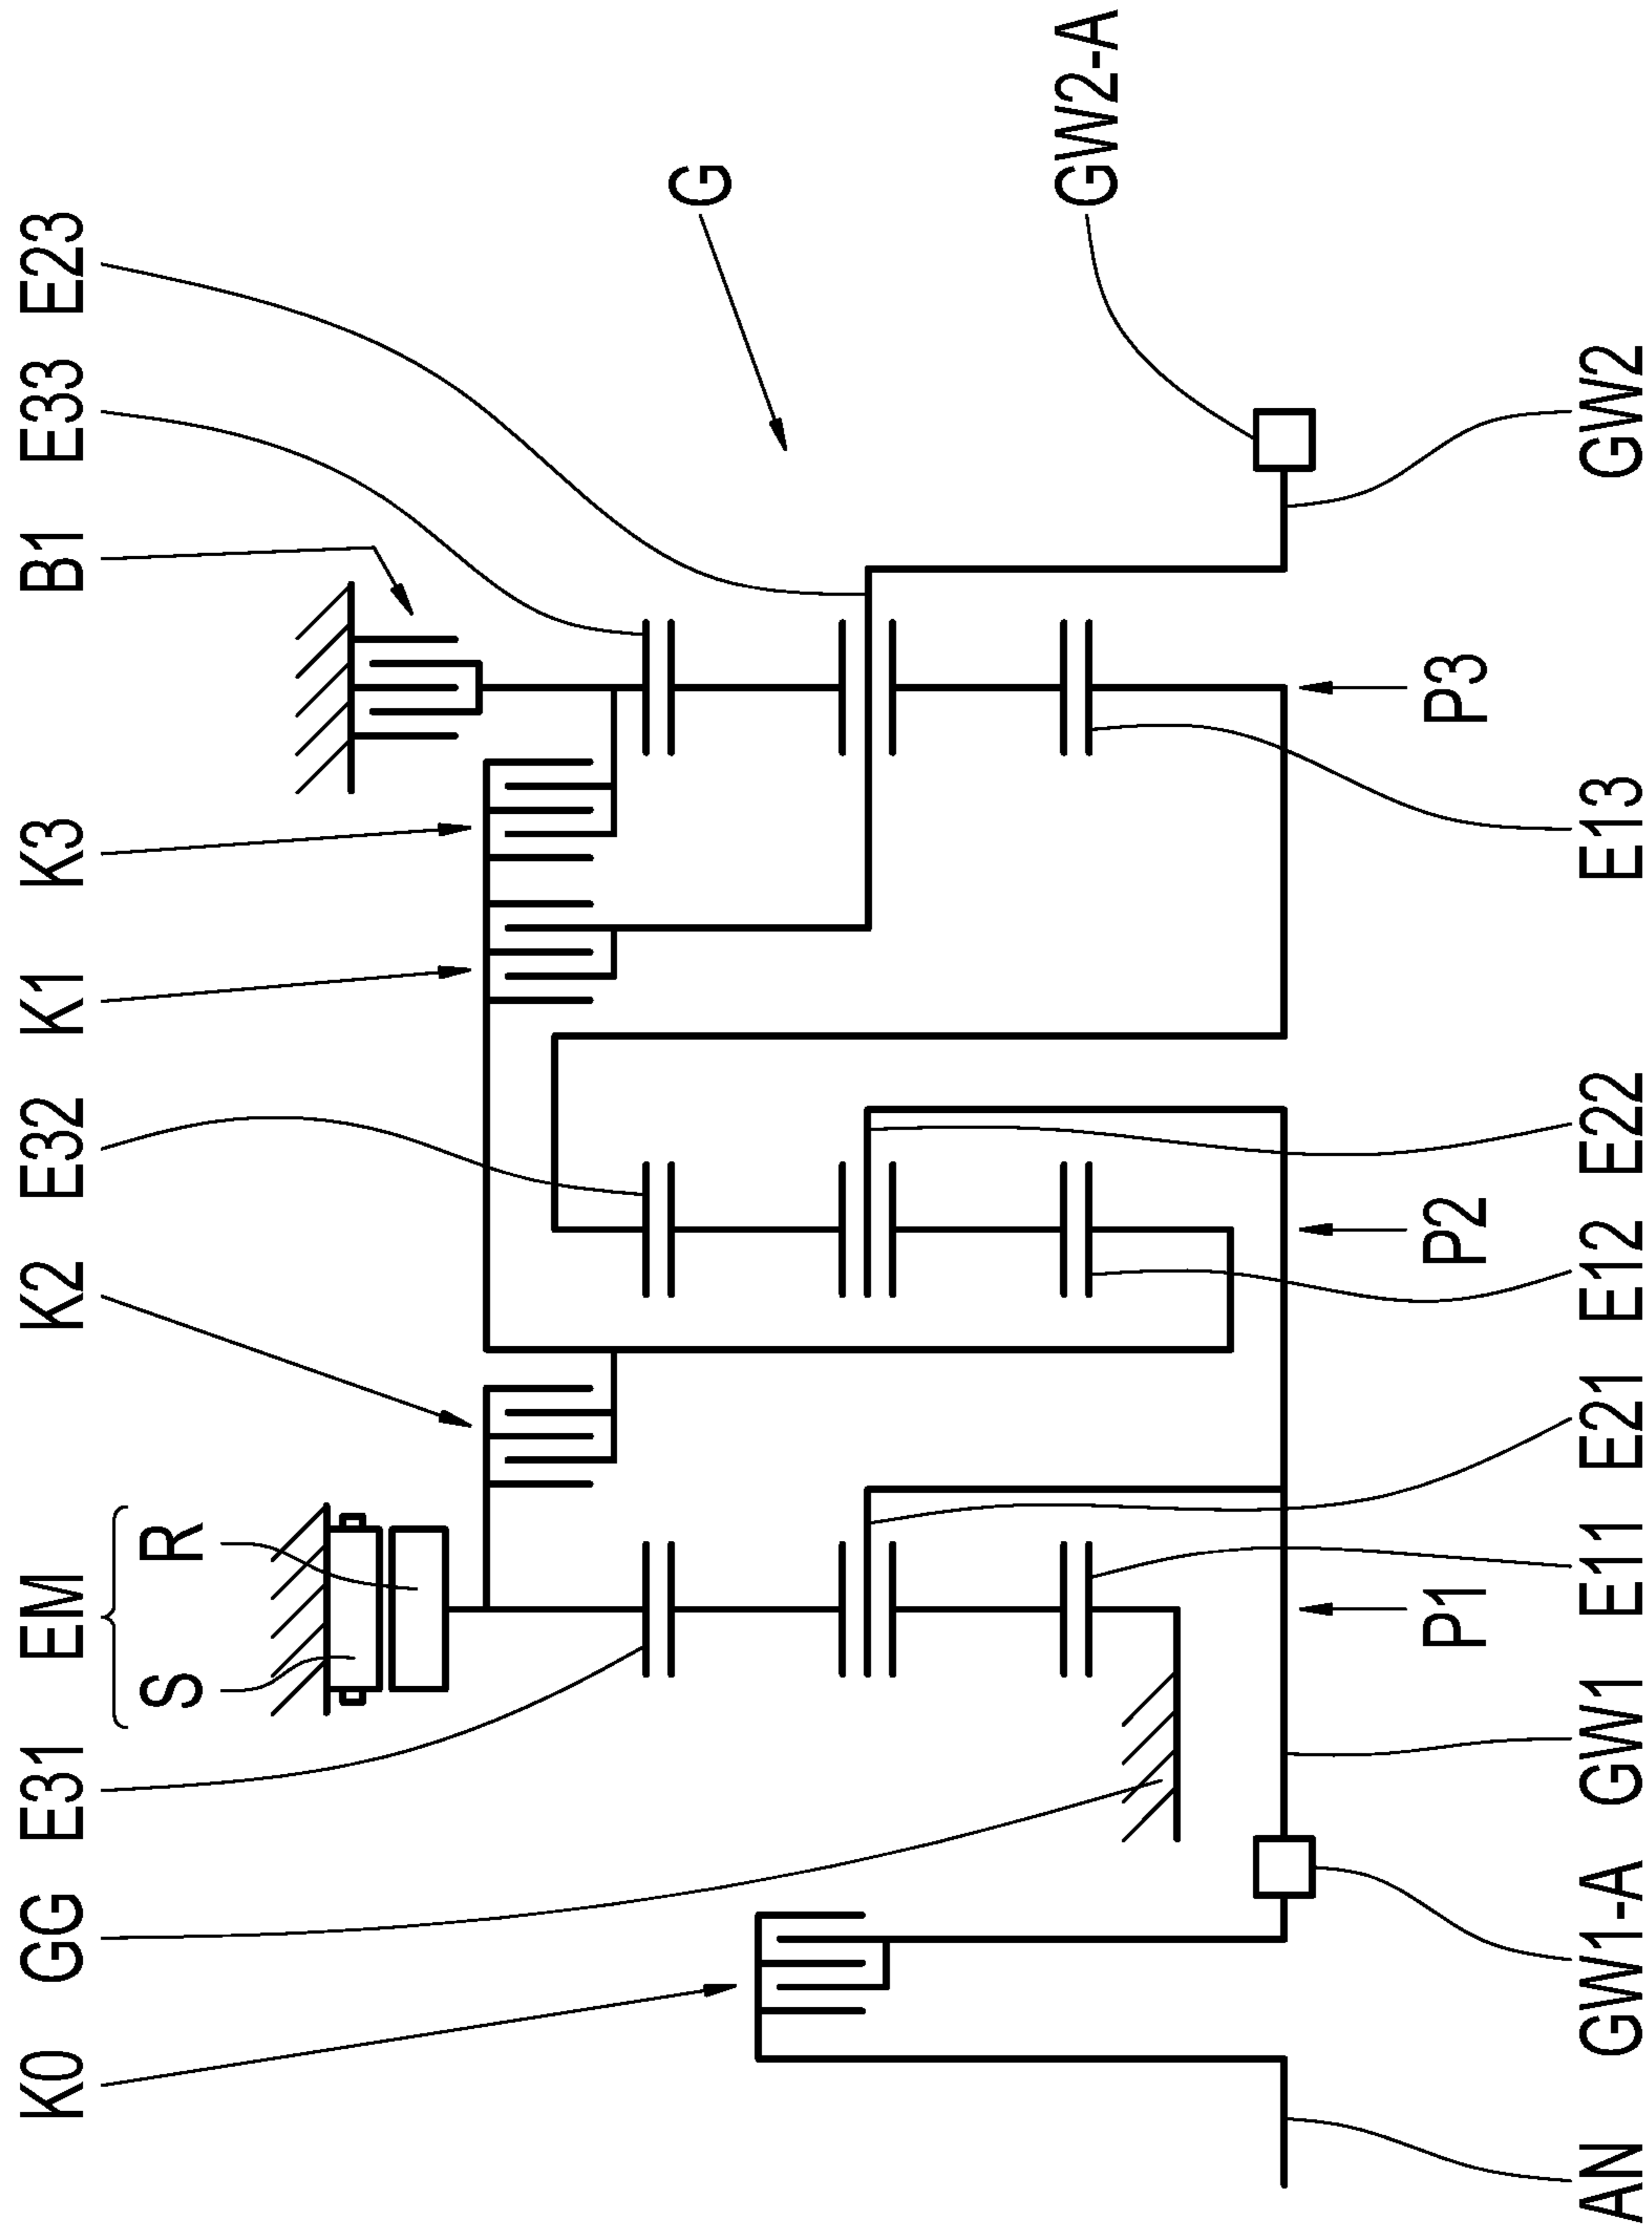 K0 GG E31 EM K2 E32 K1 K3 B1 E33 E23
S R
G
GW2-A
P1 P2 P3
AN GW1-A GW1 E11 E21 E12 E22 E13 GW2